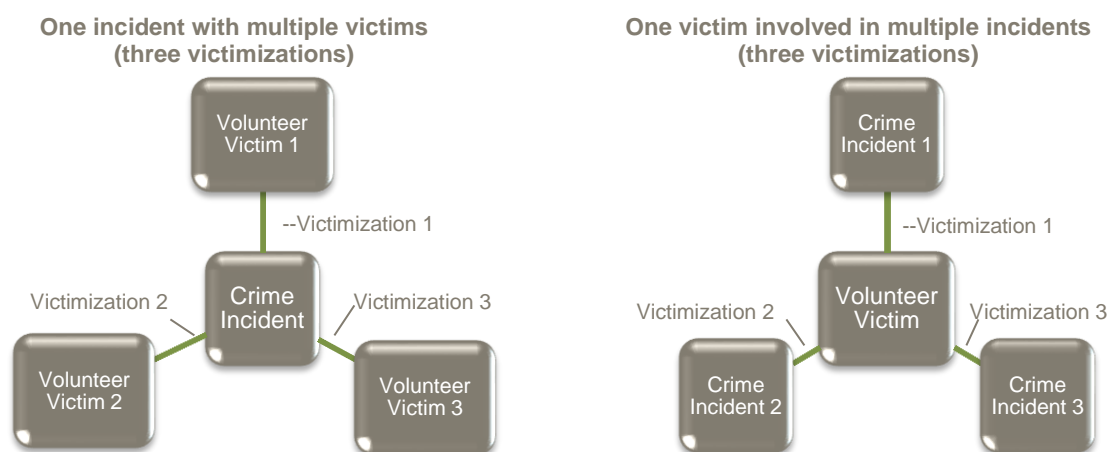 One incident with multiple victims
(three victimizations)
Volunteer
Victim 1
--Victimization 1
Victimization 2
Crime
Incident
Victimization 3
Volunteer
Victim 2
Volunteer
Victim 3
One victim involved in multiple incidents
(three victimizations)
Crime
Incident 1
--Victimization 1
Victimization 2
Volunteer
Victim
Victimization 3
Crime
Incident 2
Crime
Incident 3